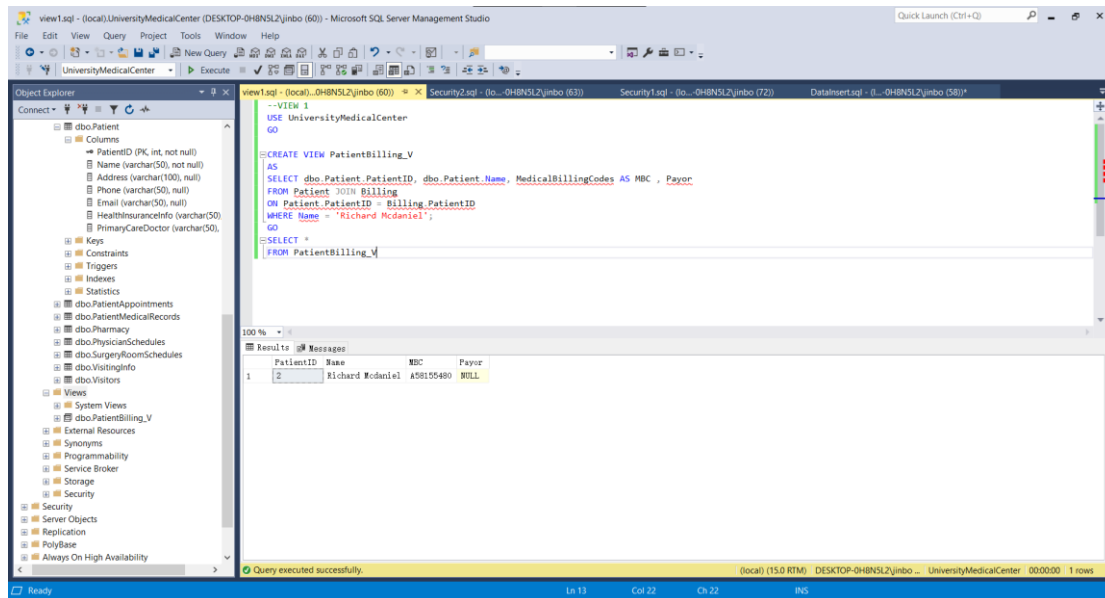 view1.sql - (local).UniversityMedicalCenter (DESKTOP-0H8N5L2\jinbo (60)) - Microsoft SQL Server Management Studio
Quick Launch (Ctrl+Q)
File Edit View Query Project Tools Window Help
New Query
UniversityMedicalCenter
Execute
Object Explorer
view1.sql - (local)...0H8N5L2\jinbo (60))
Security2.sql - (lo...-0H8N5L2\jinbo (63))
Security1.sql - (lo...-0H8N5L2\jinbo (72))
DataInsert.sql - (l...-0H8N5L2\jinbo (58))*
Connect
dbo.Patient
Columns
PatientID (PK, int, not null)
Name (varchar(50), not null)
Address (varchar(100), null)
Phone (varchar(50), null)
Email (varchar(50), null)
HealthInsuranceInfo (varchar(50)
PrimaryCareDoctor (varchar(50),
Keys
Constraints
Triggers
Indexes
Statistics
dbo.PatientAppointments
dbo.PatientMedicalRecords
dbo.Pharmacy
dbo.PhysicianSchedules
dbo.SurgeryRoomSchedules
dbo.VisitingInfo
dbo.Visitors
Views
System Views
dbo.PatientBilling_V
External Resources
Synonyms
Programmability
Service Broker
Storage
Security
Security
Server Objects
Replication
PolyBase
Always On High Availability
--VIEW 1
USE UniversityMedicalCenter
GO
CREATE VIEW PatientBilling_V
AS
SELECT dbo.Patient.PatientID, dbo.Patient.Name, MedicalBillingCodes AS MBC , Payor
FROM Patient JOIN Billing
ON Patient.PatientID = Billing.PatientID
WHERE Name = 'Richard Mcdaniel';
GO
SELECT *
FROM PatientBilling_V
100 %
Results Messages
PatientID Name MBC Payor
1 2 Richard Mcdaniel A58155480 NULL
Query executed successfully.
(local) (15.0 RTM) DESKTOP-0H8N5L2\jinbo ... UniversityMedicalCenter 00:00:00 1 rows
Ready Ln 13 Col 22 Ch 22 INS